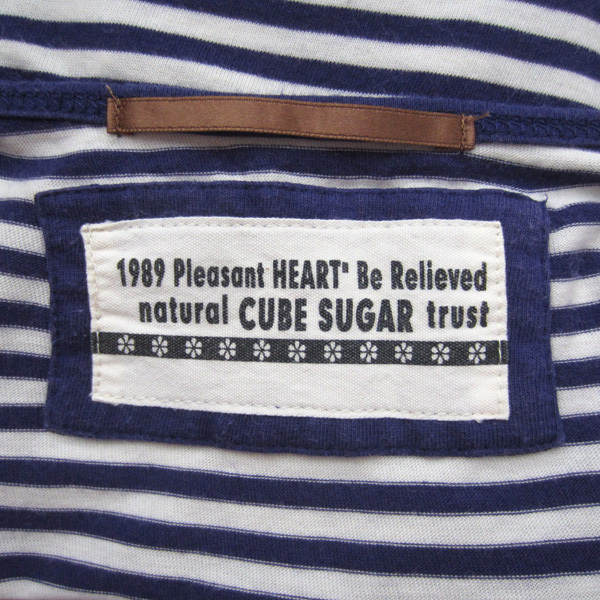 1989 Pleasant HEART" Be Relieved
natural CUBE SUGAR trust